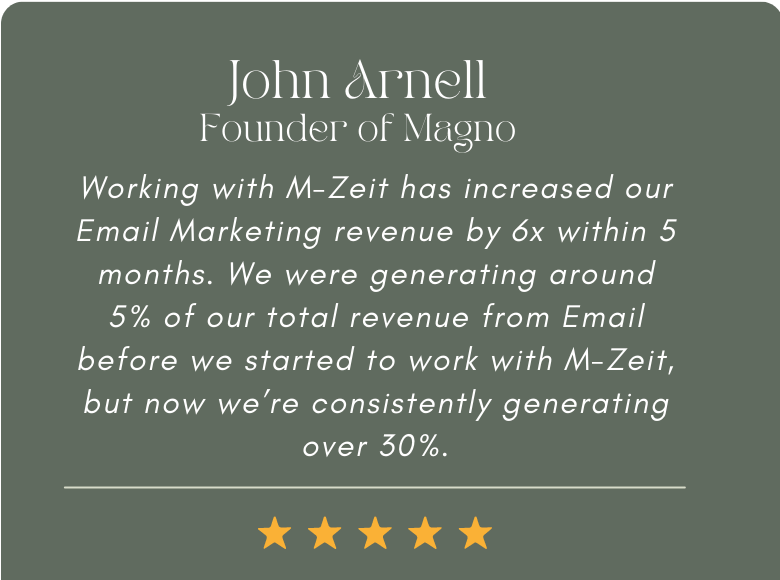 John Arnell
Founder of Magno
Working with M-Zeit has increased our
Email Marketing revenue by 6x within 5
months. We were generating around
5% of our total revenue from Email
before we started to work with M-Zeit,
but now we’re consistently generating
over 30%.